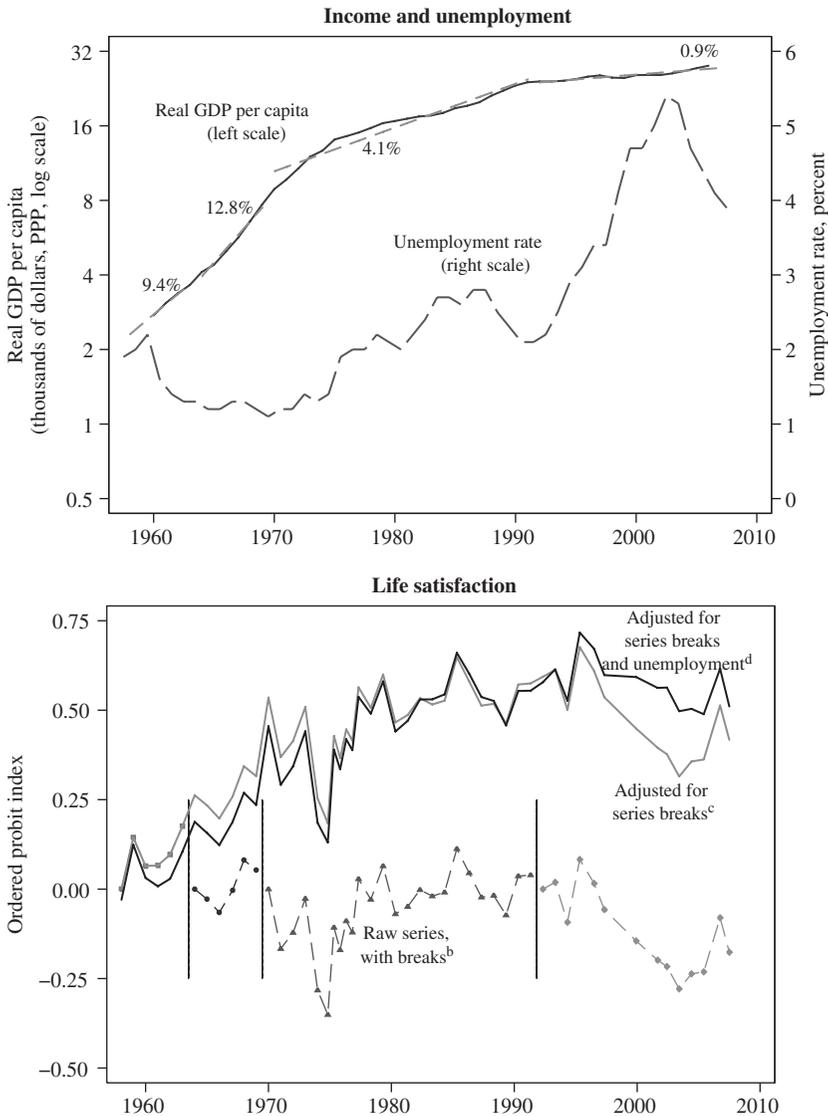 Income and unemployment
Real GDP per capita
(thousands of dollars, PPP, log scale)
32
16
8
4
2
1
0.5
Real GDP per capita
(left scale)
9.4%
12.8%
4.1%
0.9%
Unemployment rate
(right scale)
6
5
4
3
2
1
0
Unemployment rate, percent
1960
1970
1980
1990
2000
2010
Life satisfaction
Ordered probit index
0.75
0.50
0.25
0.00
−0.25
−0.50
Adjusted for
series breaks
and unemploymentᵈ
Adjusted for
series breaksᶜ
Raw series,
with breaksᵇ
1960
1970
1980
1990
2000
2010